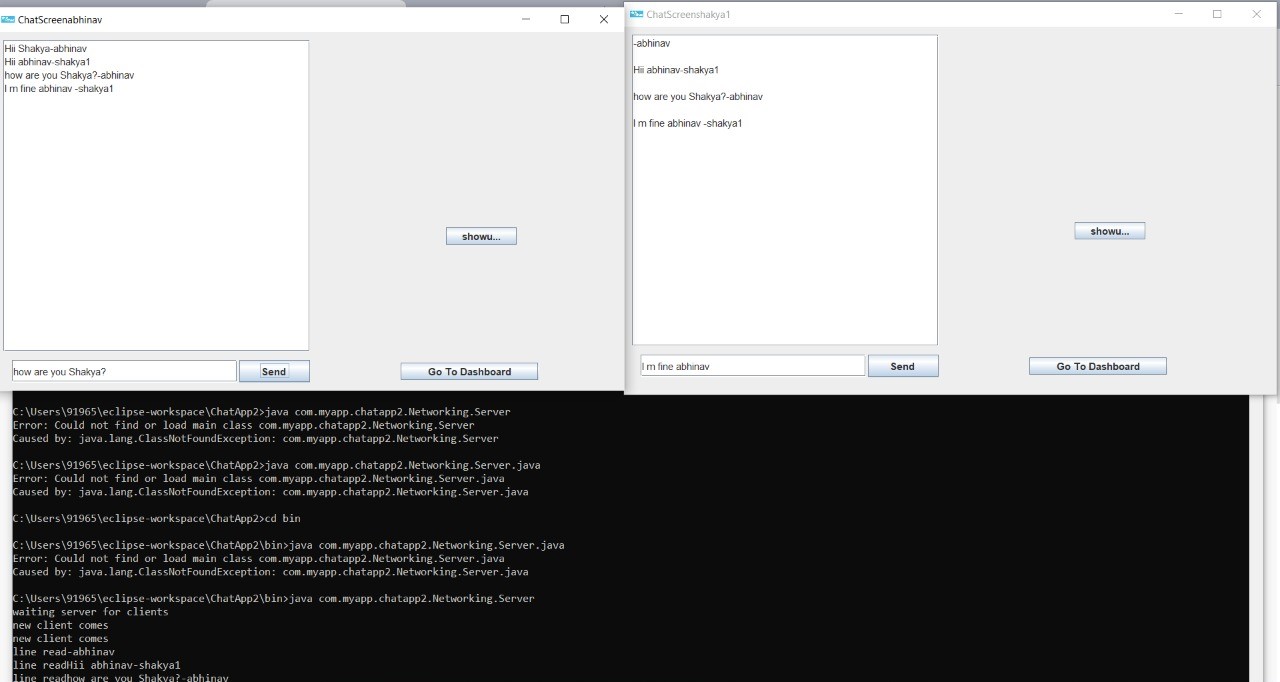 ChatScreenabhinav
Hii Shakya-abhinav
Hii abhinav-shakya1
how are you Shakya?-abhinav
I m fine abhinav -shakya1
showu...
how are you Shakya?
Send
Go To Dashboard
ChatScreenshakya1
-abhinav
Hii abhinav-shakya1
how are you Shakya?-abhinav
I m fine abhinav -shakya1
showu...
I m fine abhinav
Send
Go To Dashboard
C:\Users\91965\eclipse-workspace\ChatApp2>java com.myapp.chatapp2.Networking.Server
Error: Could not find or load main class com.myapp.chatapp2.Networking.Server
Caused by: java.lang.ClassNotFoundException: com.myapp.chatapp2.Networking.Server
C:\Users\91965\eclipse-workspace\ChatApp2>java com.myapp.chatapp2.Networking.Server.java
Error: Could not find or load main class com.myapp.chatapp2.Networking.Server.java
Caused by: java.lang.ClassNotFoundException: com.myapp.chatapp2.Networking.Server.java
C:\Users\91965\eclipse-workspace\ChatApp2>cd bin
C:\Users\91965\eclipse-workspace\ChatApp2\bin>java com.myapp.chatapp2.Networking.Server.java
Error: Could not find or load main class com.myapp.chatapp2.Networking.Server.java
Caused by: java.lang.ClassNotFoundException: com.myapp.chatapp2.Networking.Server.java
C:\Users\91965\eclipse-workspace\ChatApp2\bin>java com.myapp.chatapp2.Networking.Server
waiting server for clients
new client comes
new client comes
line read-abhinav
line readHii abhinav-shakya1
line readhow are you Shakya?-abhinav